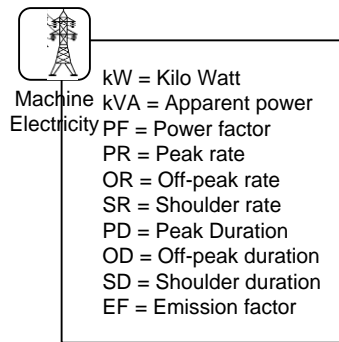 Machine
Electricity
kW = Kilo Watt
kVA = Apparent power
PF = Power factor
PR = Peak rate
OR = Off-peak rate
SR = Shoulder rate
PD = Peak Duration
OD = Off-peak duration
SD = Shoulder duration
EF = Emission factor